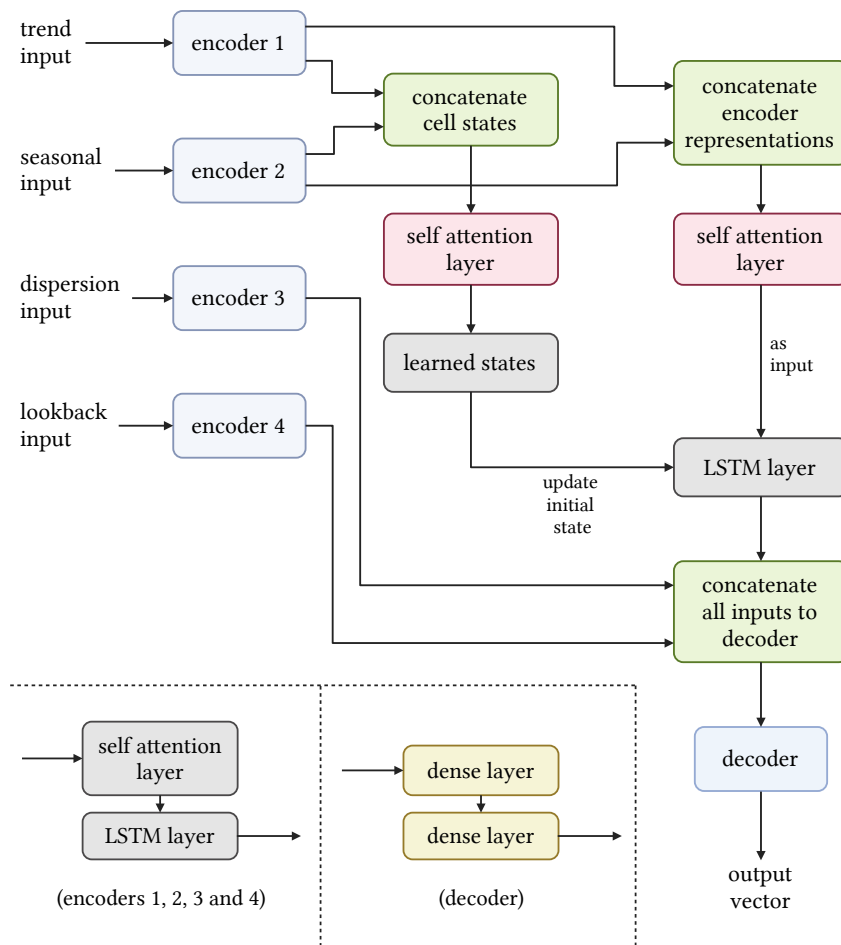 trend
input
encoder 1
concatenate
cell states
concatenate
encoder
representations
seasonal
input
encoder 2
self attention
layer
self attention
layer
dispersion
input
encoder 3
learned states
as
input
lookback
input
encoder 4
LSTM layer
update
initial
state
concatenate
all inputs to
decoder
self attention
layer
LSTM layer
(encoders 1, 2, 3 and 4)
dense layer
dense layer
(decoder)
decoder
output
vector